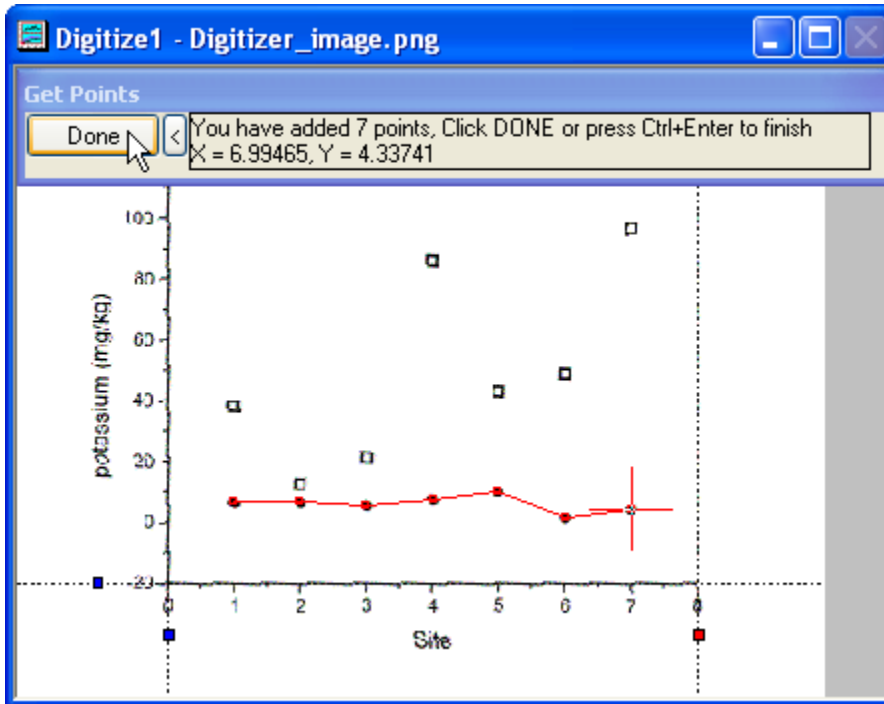 Digitize1 - Digitizer_image.png
Get Points
Done
<
You have added 7 points, Click DONE or press Ctrl+Enter to finish
X = 6.99465, Y = 4.33741
100
80
60
40
20
0
-20
potassium (mg/kg)
0 1 2 3 4 5 6 7 8
Site